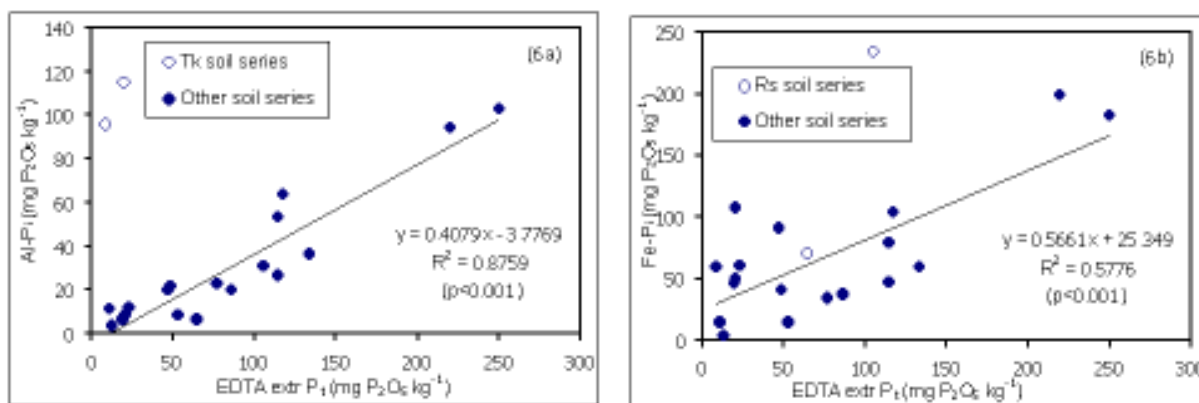 140
120
100
80
60
40
20
0
Al-Pi (mg P₂O₅ kg⁻¹)
Tk soil series
Other soil series
(6a)
y = 0.4079x - 3.7769
R² = 0.8759
(p<0.001)
0 50 100 150 200 250 300
EDTA extr Pₜ (mg P₂O₅ kg⁻¹)
250
200
150
100
50
0
Fe-Pi (mg P₂O₅ kg⁻¹)
Rs soil series
Other soil series
(6b)
y = 0.5661x + 25.349
R² = 0.5776
(p<0.001)
0 50 100 150 200 250 300
EDTA extr Pₜ (mg P₂O₅ kg⁻¹)